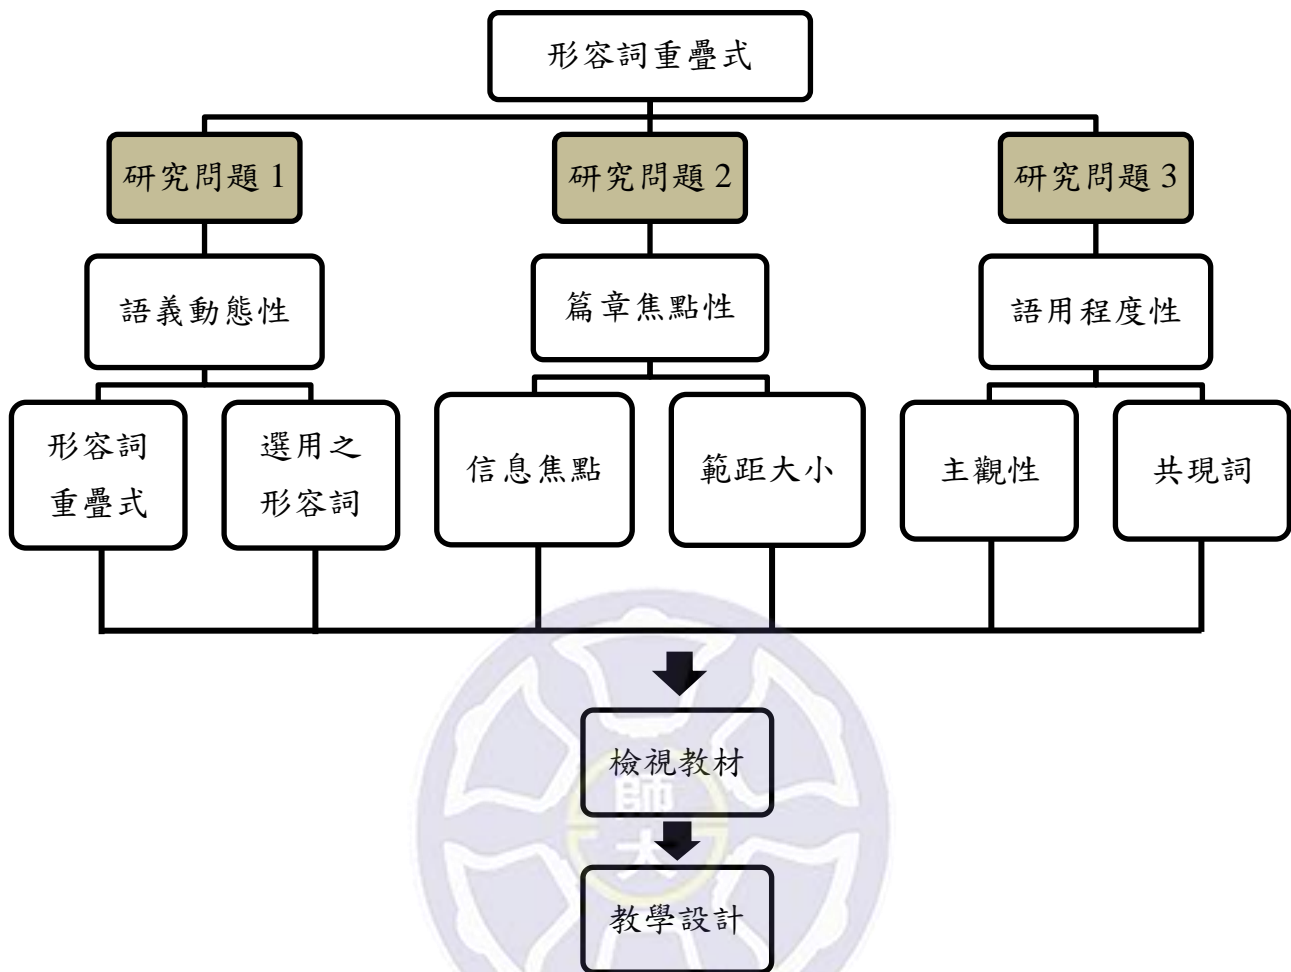 形容詞重疊式
研究問題 1
研究問題 2
研究問題 3
語義動態性
篇章焦點性
語用程度性
形容詞
重疊式
選用之
形容詞
信息焦點
範距大小
主觀性
共現詞
檢視教材
師
大
教學設計